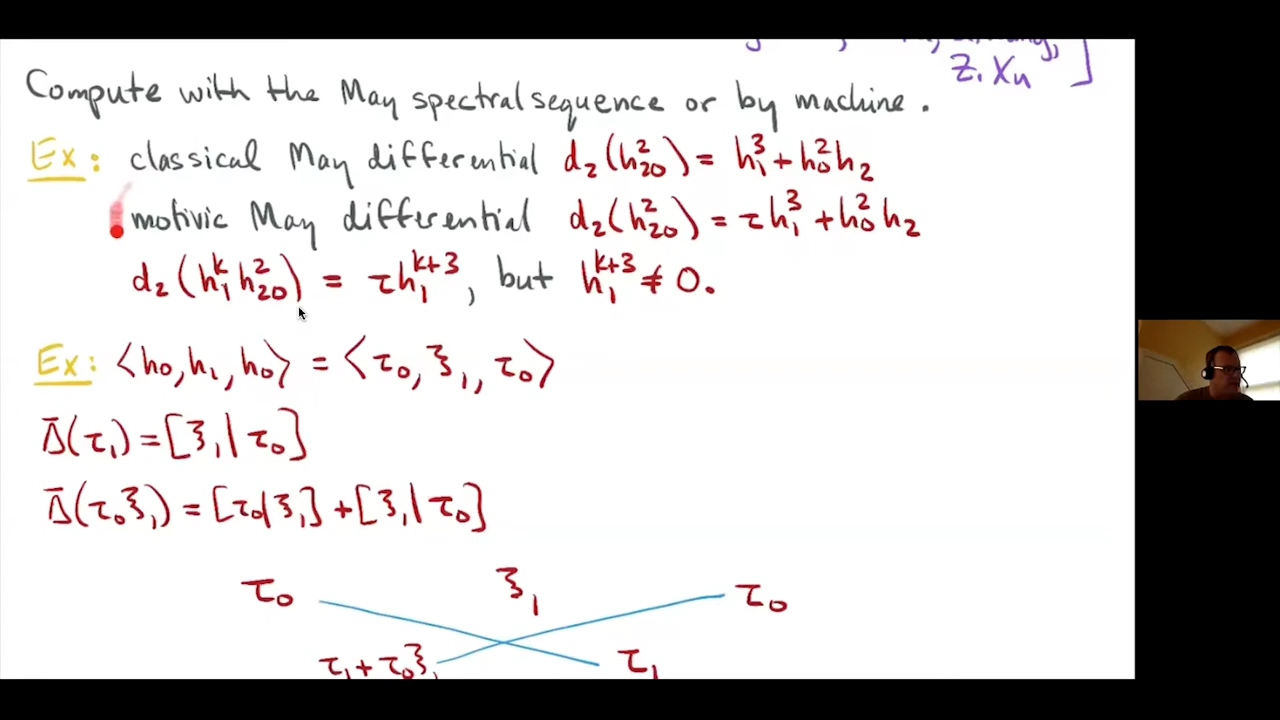 Z. Xu ]
Compute with the May spectral sequence or by machine.
Ex: classical May differential d₂(h₂₀²) = h₁³ + h₀²h₂
motivic May differential d₂(h₂₀²) = τh₁³ + h₀²h₂
d₂(h₁ᵏh₂₀²) = τh₁ᵏ⁺³, but h₁ᵏ⁺³ ≠ 0.
Ex: ⟨h₀, h₁, h₀⟩ = ⟨τ₀, ξ₁, τ₀⟩
Δ̄(τ₁) = [ξ₁|τ₀]
Δ̄(τ₀ξ₁) = [τ₀|ξ₁] + [ξ₁|τ₀]
τ₀ ξ₁ τ₀
τ₁ + τ₀ξ₁ τ₁